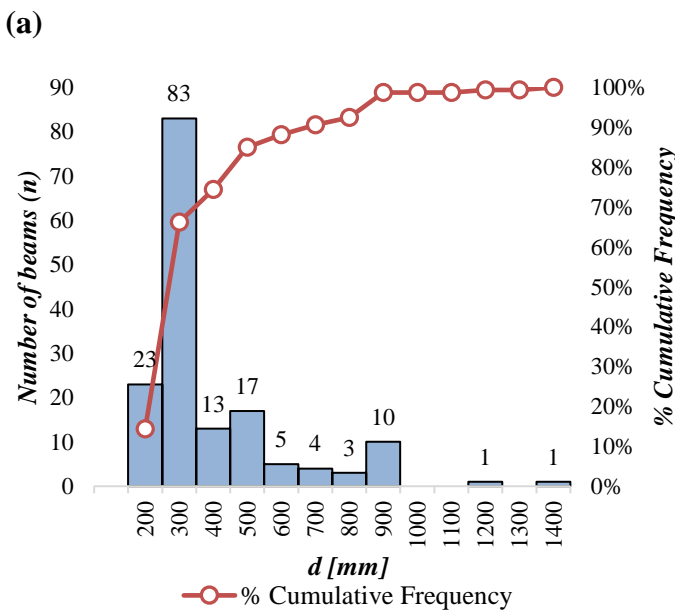 (a)
90 83 100%
80 90%
70 80%
60 70%
50 60%
40 50%
30 40%
20 30%
10 20%
0 10%
0%
23 13 17 5 4 3 10 1 1
Number of beams (n)
% Cumulative Frequency
200 300 400 500 600 700 800 900 1000 1100 1200 1300 1400
d [mm]
% Cumulative Frequency